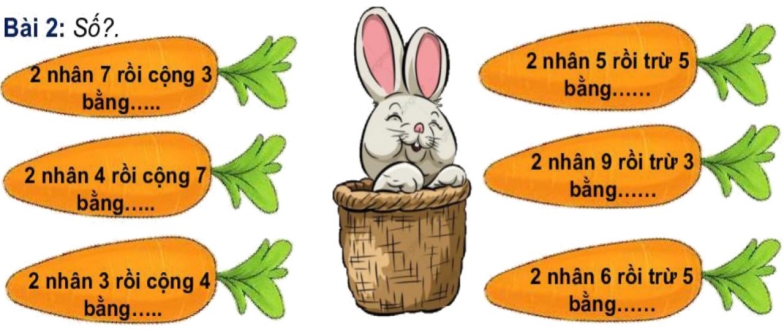 Bài 2: Số?.
2 nhân 7 rồi cộng 3
bằng.....
2 nhân 4 rồi cộng 7
bằng.....
2 nhân 3 rồi cộng 4
bằng.....
2 nhân 5 rồi trừ 5
bằng......
2 nhân 9 rồi trừ 3
bằng......
2 nhân 6 rồi trừ 5
bằng......